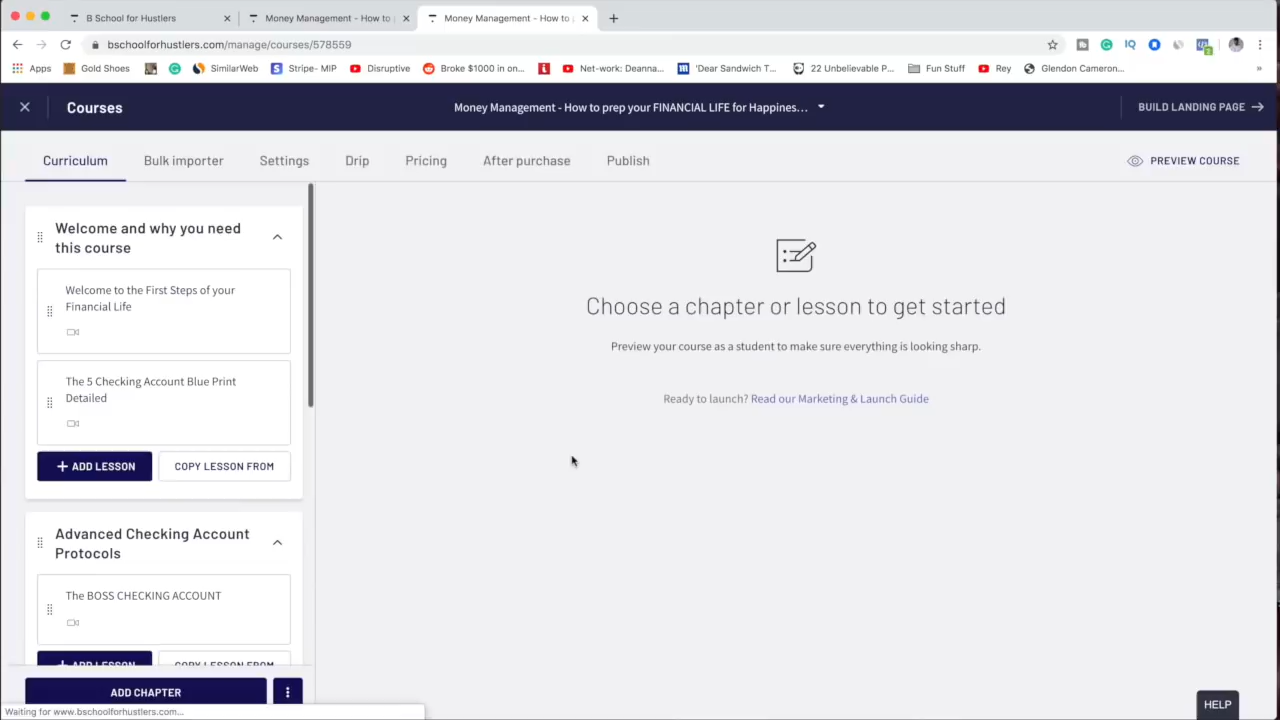 B School for Hustlers
Money Management - How to
Money Management - How to
bschoolforhustlers.com/manage/courses/578559
Apps Gold Shoes SimilarWeb Stripe- MIP Disruptive Broke $1000 in on... Net-work: Deanna... 'Dear Sandwich T... 22 Unbelievable P... Fun Stuff Rey Glendon Cameron... »
Courses
Money Management - How to prep your FINANCIAL LIFE for Happines...
BUILD LANDING PAGE
Curriculum Bulk importer Settings Drip Pricing After purchase Publish
PREVIEW COURSE
Welcome and why you need
this course
Welcome to the First Steps of your
Financial Life
The 5 Checking Account Blue Print
Detailed
+ ADD LESSON COPY LESSON FROM
Advanced Checking Account
Protocols
The BOSS CHECKING ACCOUNT
+ ADD LESSON COPY LESSON FROM
ADD CHAPTER
Waiting for www.bschoolforhustlers.com...
Choose a chapter or lesson to get started
Preview your course as a student to make sure everything is looking sharp.
Ready to launch? Read our Marketing & Launch Guide
HELP